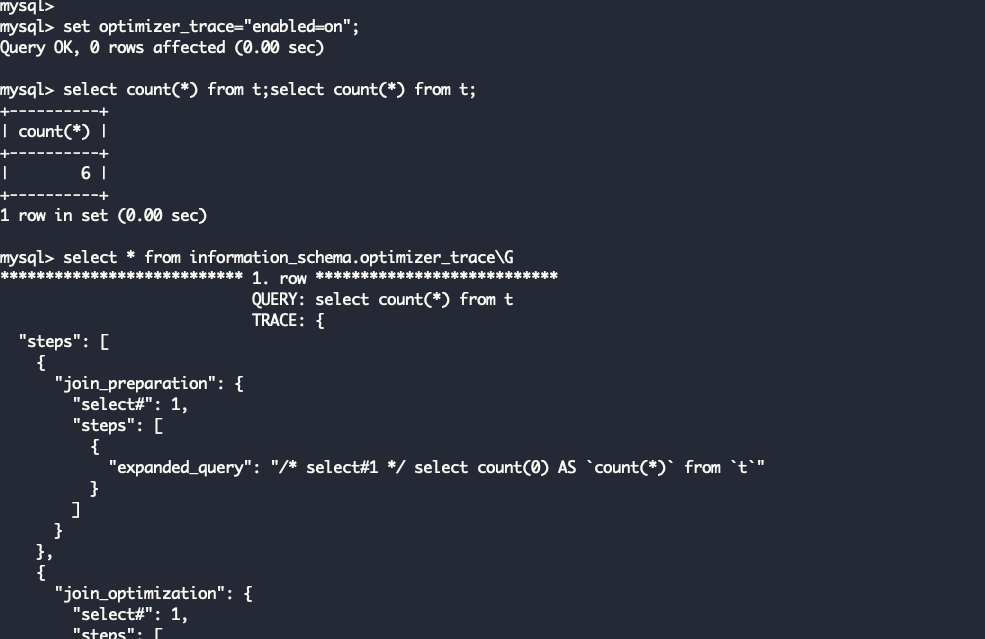 mysql>
mysql> set optimizer_trace="enabled=on";
Query OK, 0 rows affected (0.00 sec)
mysql> select count(*) from t;select count(*) from t;
+----------+
| count(*) |
+----------+
|        6 |
+----------+
1 row in set (0.00 sec)
mysql> select * from information_schema.optimizer_trace\G
*************************** 1. row ***************************
                            QUERY: select count(*) from t
                            TRACE: {
  "steps": [
    {
      "join_preparation": {
        "select#": 1,
        "steps": [
          {
            "expanded_query": "/* select#1 */ select count(0) AS `count(*)` from `t`"
          }
        ]
      }
    },
    {
      "join_optimization": {
        "select#": 1,
        "steps": [